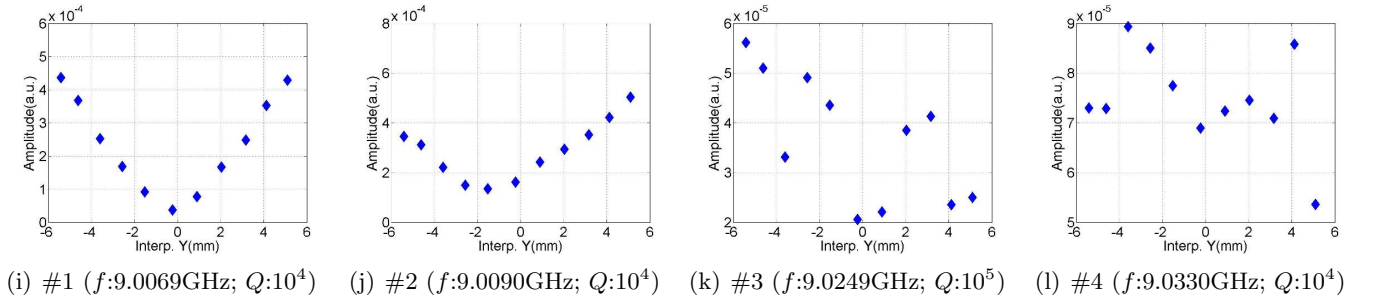 6 x 10^-4
5
4
3
2
1
0
-6 -4 -2 0 2 4 6
Amplitude(a.u.)
Interp. Y(mm)
(i) #1 (f:9.0069GHz; Q:10^4)
8 x 10^-4
6
4
2
0
-6 -4 -2 0 2 4 6
Amplitude(a.u.)
Interp. Y(mm)
(j) #2 (f:9.0090GHz; Q:10^4)
6 x 10^-5
5
4
3
2
-6 -4 -2 0 2 4 6
Amplitude(a.u.)
Interp. Y(mm)
(k) #3 (f:9.0249GHz; Q:10^5)
9 x 10^-5
8
7
6
5
-6 -4 -2 0 2 4 6
Amplitude(a.u.)
Interp. Y(mm)
(l) #4 (f:9.0330GHz; Q:10^4)